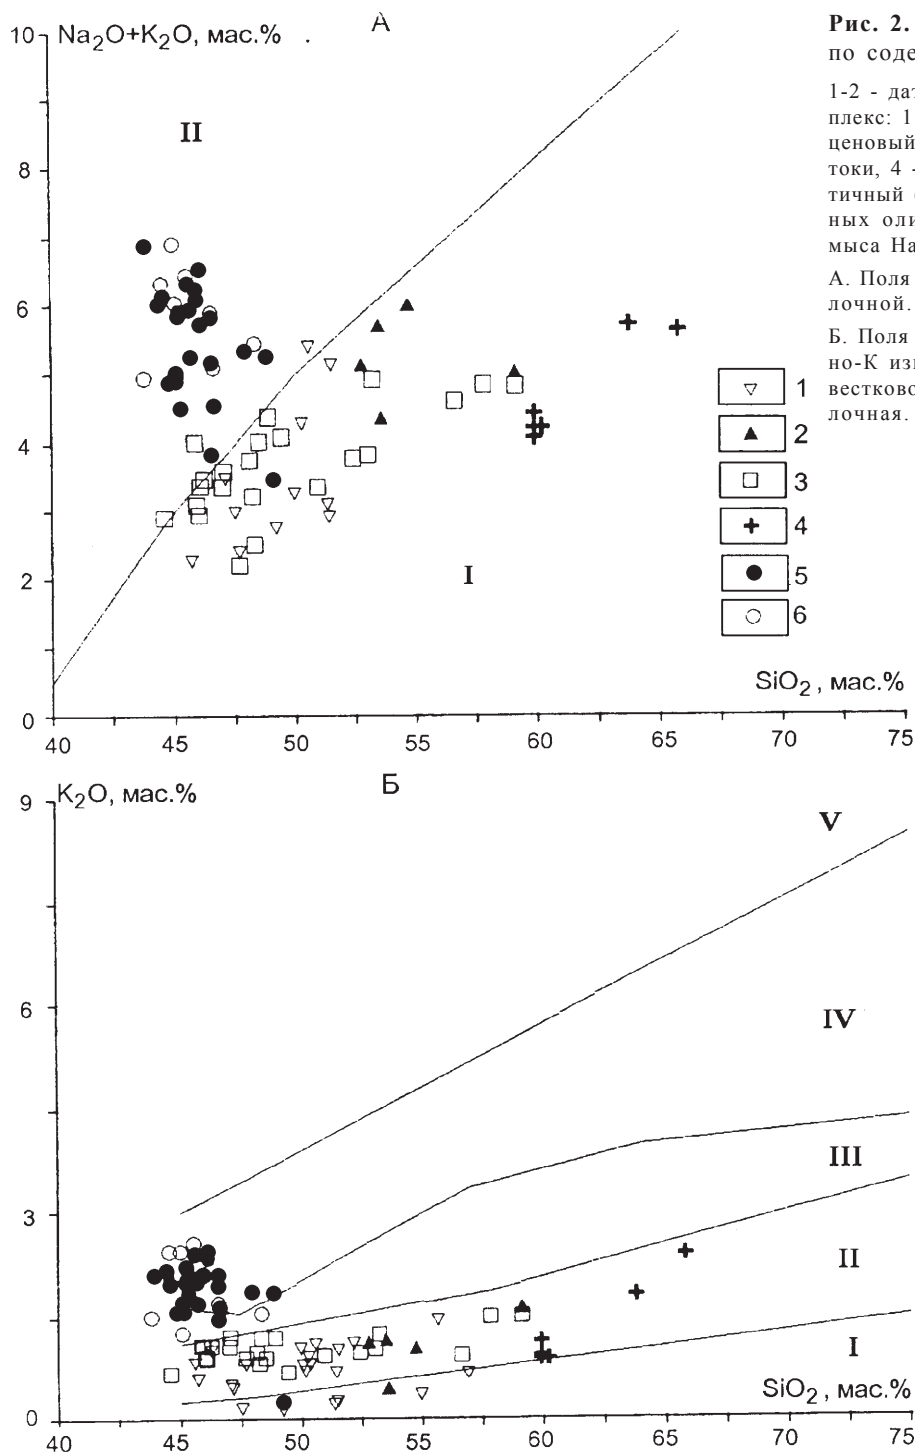 А
Na2O+K2O, мас.%
10
8
6
4
2
0
II
I
40 45 50 55 60 65 70 75
SiO2, мас.%
1
2
3
4
5
6
Рис. 2.
по соде
1-2 - дат
плекс: 1
ценовый
токи, 4 -
тичный
ных оли
мыса На
А. Поля
лочной.
Б. Поля
но-К изв
вестково
лочная.
Б
K2O, мас.%
9
6
3
0
V
IV
III
II
I
SiO2, мас.%
40 45 50 55 60 65 70 75